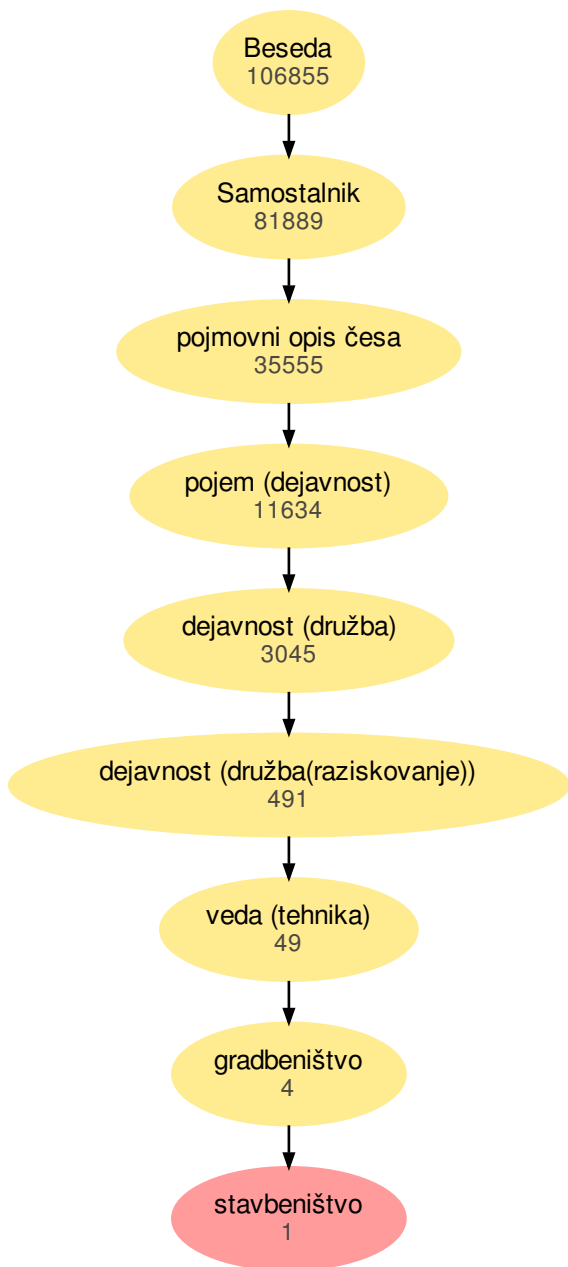 Beseda
106855
Samostalnik
81889
pojmovni opis česa
35555
pojem (dejavnost)
11634
dejavnost (družba)
3045
dejavnost (družba(raziskovanje))
491
veda (tehnika)
49
gradbeništvo
4
stavbeništvo
1